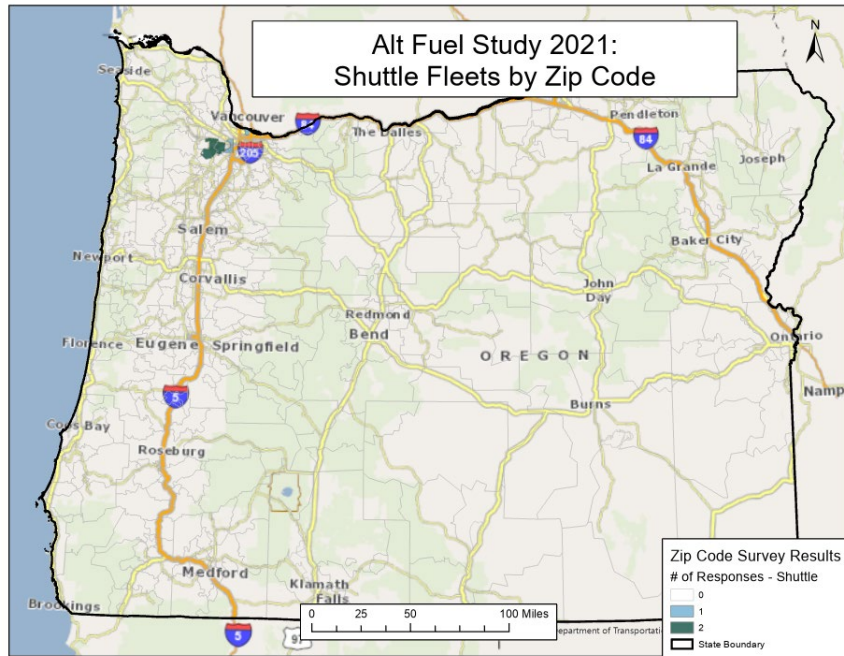 Alt Fuel Study 2021:
Shuttle Fleets by Zip Code
N
Seaside
Vancouver
84
The Dalles
205
Pendleton
84
La Grande
Joseph
Salem
Baker City
Newport
Corvallis
John
Day
Redmond
Bend
Florence
Eugene
Springfield
OREGON
Ontario
5
Namp
Burns
Coos Bay
Roseburg
Medford
Klamath
Falls
Brookings
5
97
0 25 50 100 Miles
epartment of Transportatio
Zip Code Survey Results
# of Responses - Shuttle
0
1
2
State Boundary